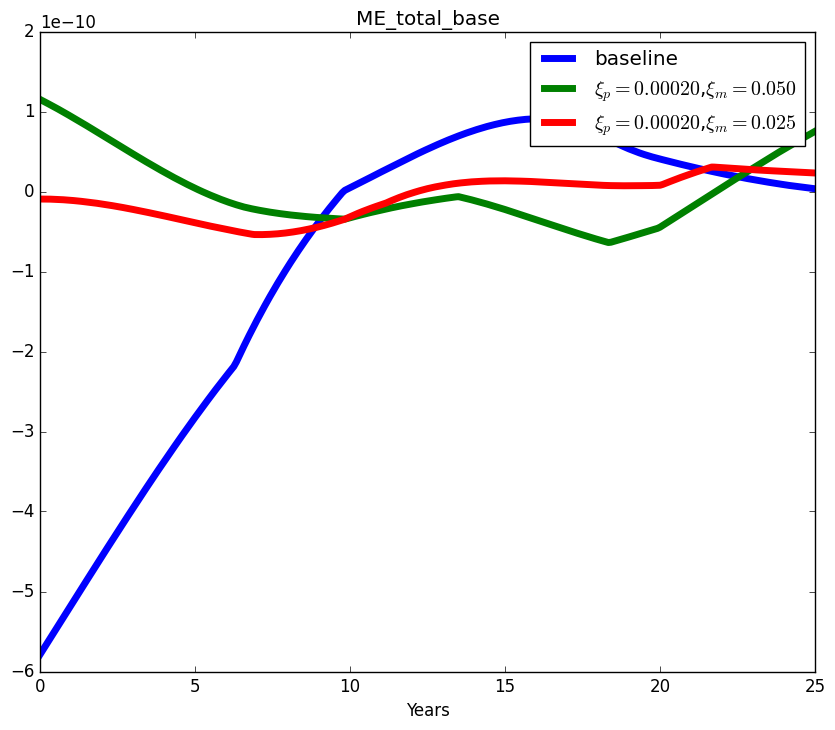 ME_total_base
1e−10
2
1
0
−1
−2
−3
−4
−5
−6
baseline
ξp = 0.00020,ξm = 0.050
ξp = 0.00020,ξm = 0.025
0 5 10 15 20 25
Years